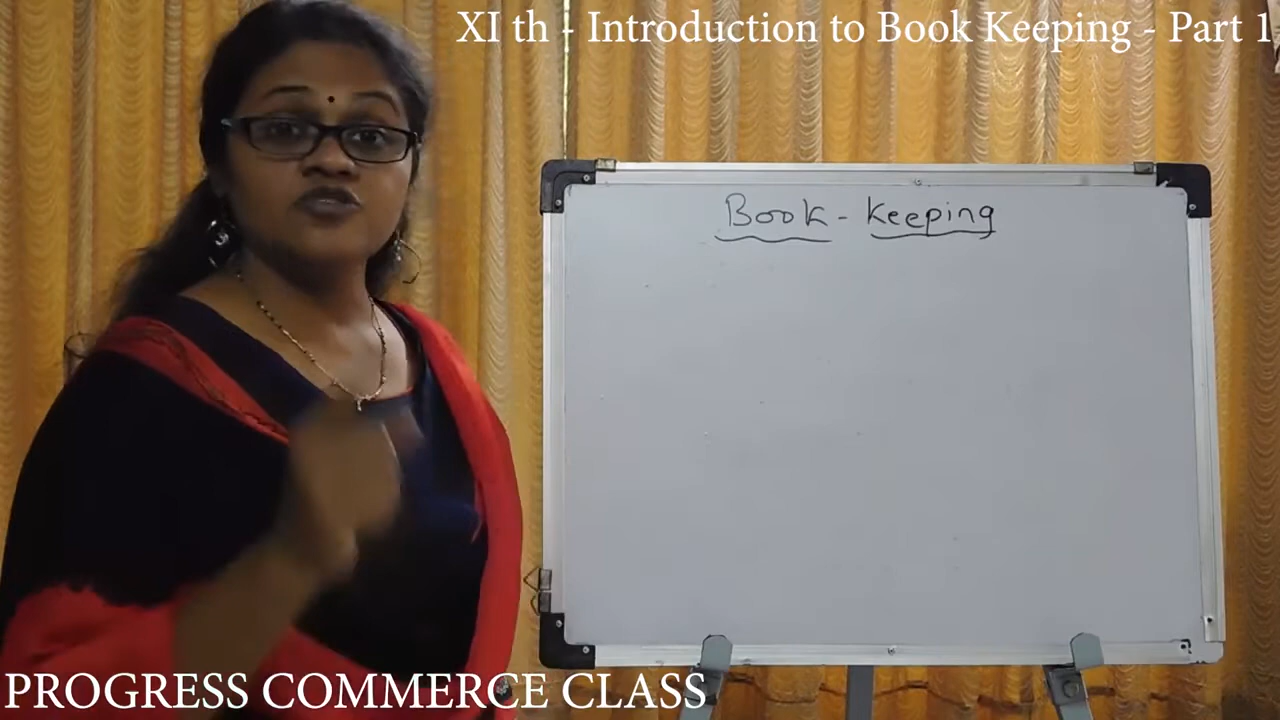 XI th - Introduction to Book Keeping - Part 1
Book - Keeping
PROGRESS COMMERCE CLASS